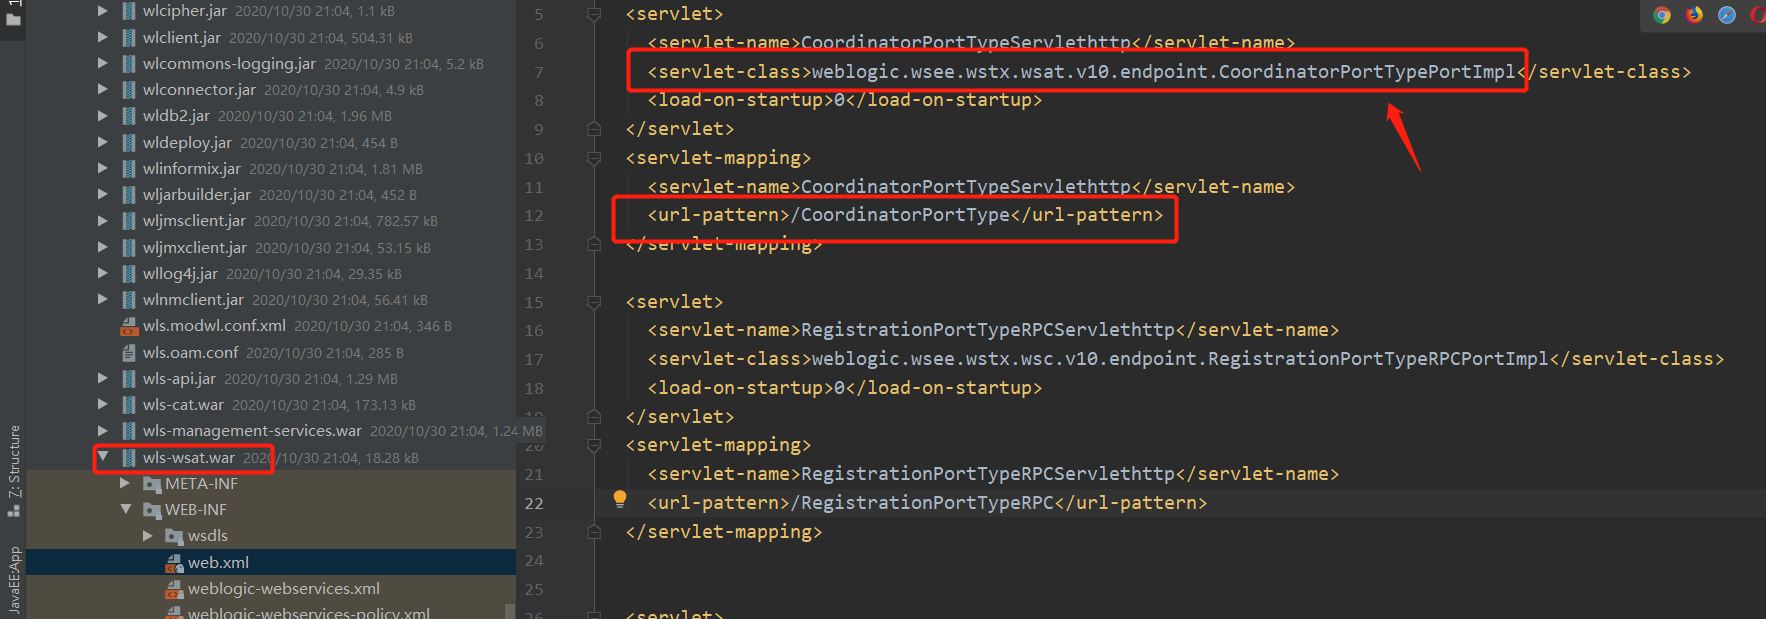 wlcipher.jar 2020/10/30 21:04, 1.1 kB
wlclient.jar 2020/10/30 21:04, 504.31 kB
wlcommons-logging.jar 2020/10/30 21:04, 5.2 kB
wlconnector.jar 2020/10/30 21:04, 4.9 kB
wldb2.jar 2020/10/30 21:04, 1.96 MB
wldeploy.jar 2020/10/30 21:04, 454 B
wlinformix.jar 2020/10/30 21:04, 1.81 MB
wljarbuilder.jar 2020/10/30 21:04, 452 B
wljmsclient.jar 2020/10/30 21:04, 782.57 kB
wljmxclient.jar 2020/10/30 21:04, 53.15 kB
wllog4j.jar 2020/10/30 21:04, 29.35 kB
wlnmclient.jar 2020/10/30 21:04, 56.41 kB
wls.modwl.conf.xml 2020/10/30 21:04, 346 B
wls.oam.conf 2020/10/30 21:04, 285 B
wls-api.jar 2020/10/30 21:04, 1.29 MB
wls-cat.war 2020/10/30 21:04, 173.13 kB
wls-management-services.war 2020/10/30 21:04, 1.24 MB
wls-wsat.war 2020/10/30 21:04, 18.28 kB
META-INF
WEB-INF
wsdls
web.xml
weblogic-webservices.xml
weblogic-webservices-policy.xml
7: Structure
JavaEE:App
5 <servlet>
6 <servlet-name>CoordinatorPortTypeServlethttp</servlet-name>
7 <servlet-class>weblogic.wsee.wstx.wsat.v10.endpoint.CoordinatorPortTypePortImpl</servlet-class>
8 <load-on-startup>0</load-on-startup>
9 </servlet>
10 <servlet-mapping>
11 <servlet-name>CoordinatorPortTypeServlethttp</servlet-name>
12 <url-pattern>/CoordinatorPortType</url-pattern>
13 </servlet-mapping>
14
15 <servlet>
16 <servlet-name>RegistrationPortTypeRPCServlethttp</servlet-name>
17 <servlet-class>weblogic.wsee.wstx.wsc.v10.endpoint.RegistrationPortTypeRPCPortImpl</servlet-class>
18 <load-on-startup>0</load-on-startup>
19 </servlet>
20 <servlet-mapping>
21 <servlet-name>RegistrationPortTypeRPCServlethttp</servlet-name>
22 <url-pattern>/RegistrationPortTypeRPC</url-pattern>
23 </servlet-mapping>
24
25
26 <servlet>